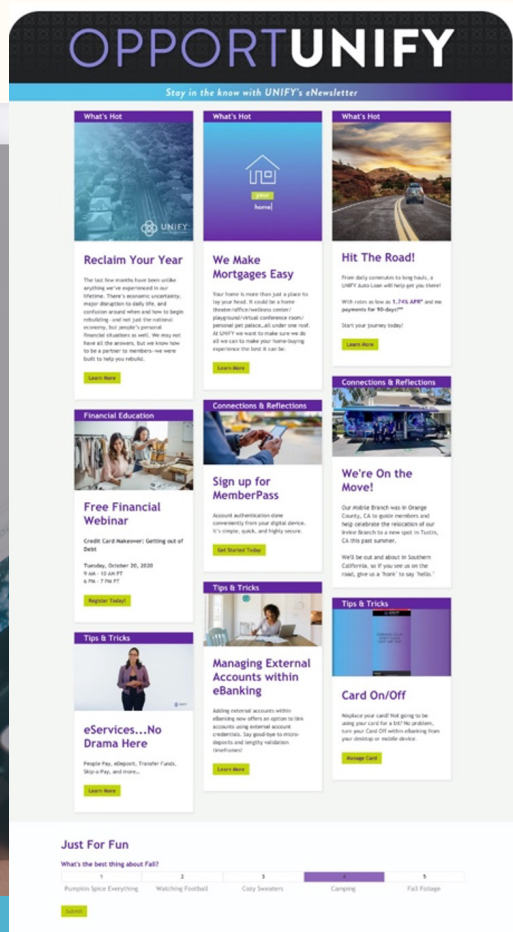 OPPORTUNIFY
Stay in the know with UNIFY's eNewsletter
What's Hot
UNIFY
Reclaim Your Year
The last few months have been unlike
anything we've experienced in our
lifetime. There's economic uncertainty,
major disruption to daily life, and
confusion around when and how to begin
rebuilding - and not just the national
economy, but people's personal
financial situations as well. We may not
have all the answers, but we know how
to be a partner to members—we were
built to help you rebuild.
Learn More
Financial Education
Free Financial
Webinar
Credit Card Makeover: Getting out of
Debt
Tuesday, October 20, 2020
9 AM - 10 AM PT
6 PM - 7 PM PT
Register Today!
Tips & Tricks
UNIFY
eServices...No
Drama Here
People Pay, eDeposit, Transfer Funds,
Skip-a-Pay, and more…
Learn More
What's Hot
your
home
We Make
Mortgages Easy
Your home is more than just a place to
lay your head. It could be a home
theater/office/wellness center/
playground/virtual conference room/
personal pet palace…all under one roof.
At UNIFY we want to make sure we do
all we can to make your home-buying
experience the best it can be.
Learn More
Connections & Reflections
Sign up for
MemberPass
Account authentication done
conveniently from your digital device.
It's simple, quick, and highly secure.
Get Started Today
Tips & Tricks
Managing External
Accounts within
eBanking
Adding external accounts within
eBanking now offers an option to link
accounts using external account
credentials. Say good-bye to micro-
deposits and lengthy validation
timeframes!
Learn More
What's Hot
Hit The Road!
From daily commutes to long hauls, a
UNIFY Auto Loan will help get you there!
With rates as low as 1.74% APR* and no
payments for 90-days!**
Start your journey today!
Learn More
Connections & Reflections
We're On the
Move!
Our Mobile Branch was in Orange
County, CA to guide members and
help celebrate the relocation of our
Irvine Branch to a new spot in Tustin,
CA this past summer.
We'll be out and about in Southern
California, so if you see us on the
road, give us a 'honk' to say 'hello.'
Tips & Tricks
UNIFY
Card On/Off
Misplace your card? Not going to be
using your card for a bit? No problem,
turn your Card Off within eBanking from
your desktop or mobile device.
Manage Card
Just For Fun
What's the best thing about Fall?
1 2 3 4 5
Pumpkin Spice Everything Watching Football Cozy Sweaters Camping Fall Foliage
Submit